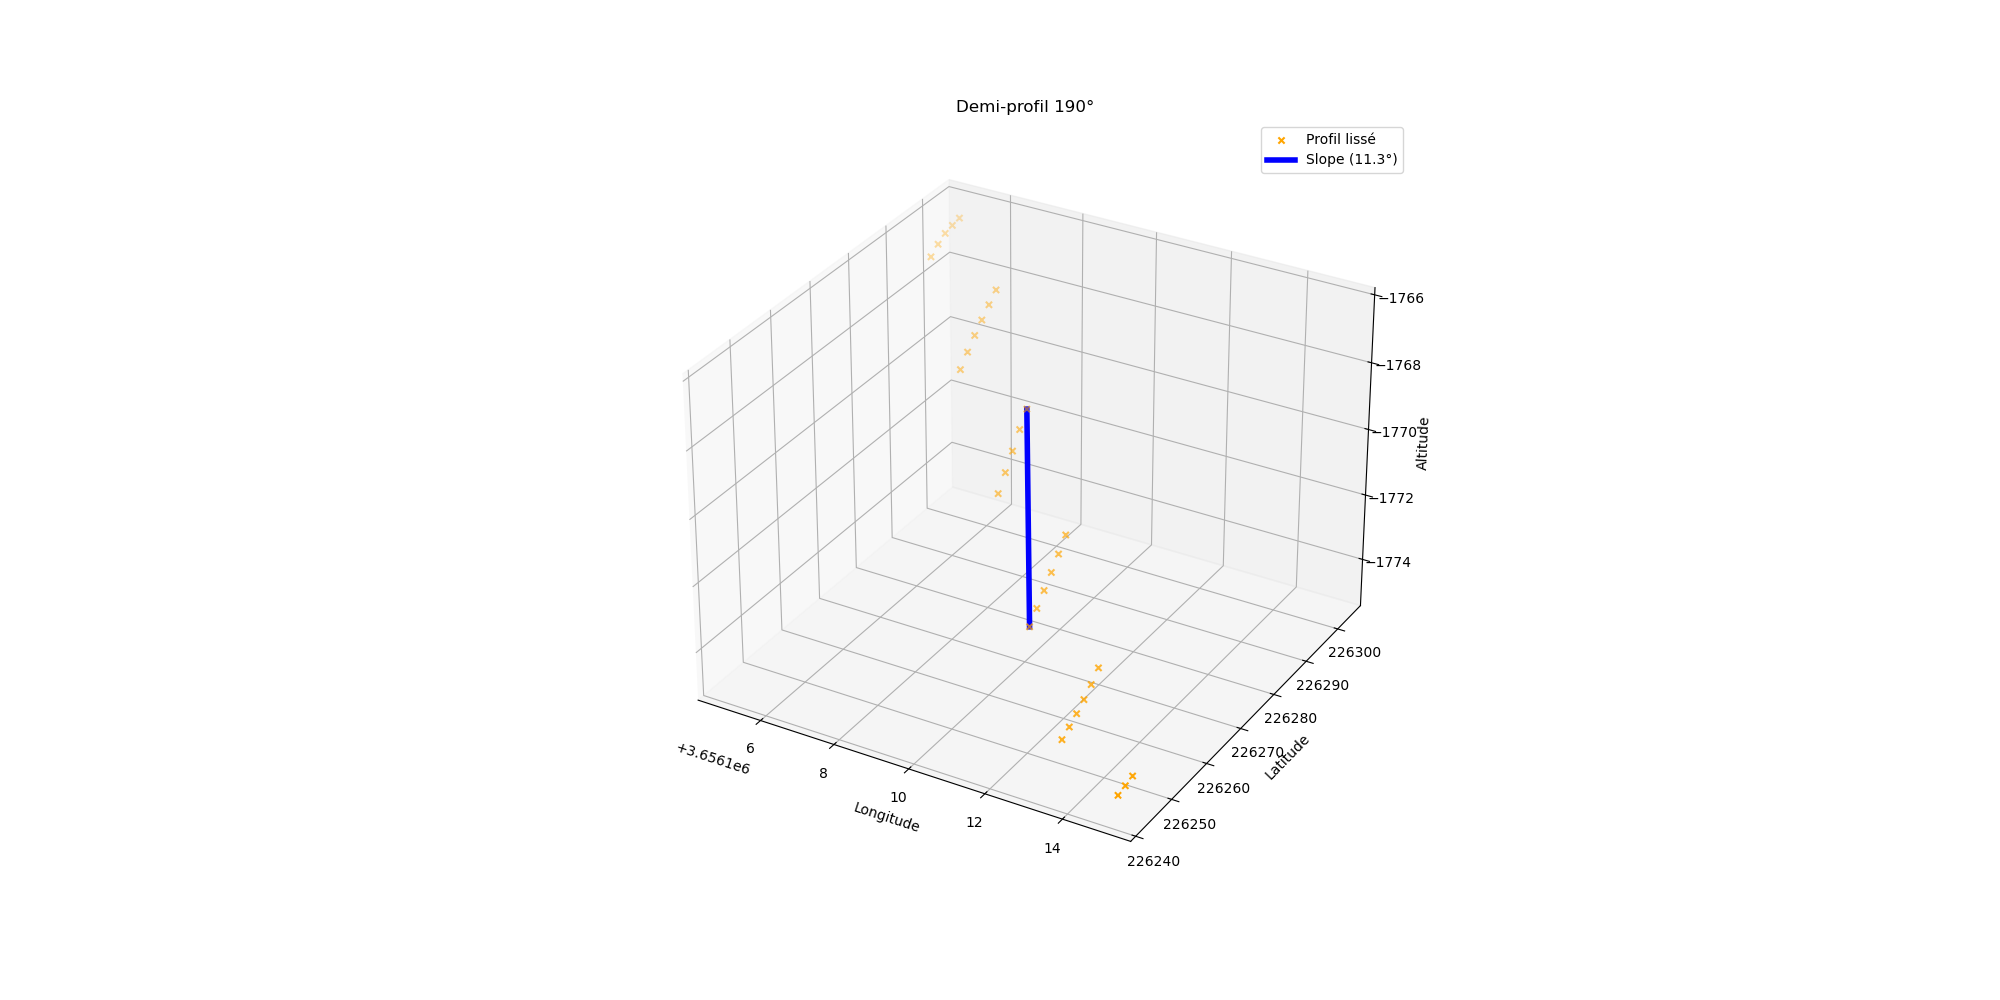 Demi-profil 190°
Profil lissé
Slope (11.3°)
−1766
−1768
−1770
−1772
−1774
Altitude
226300
226290
226280
226270
226260
226250
226240
Latitude
6
8
10
12
14
+3.6561e6
Longitude